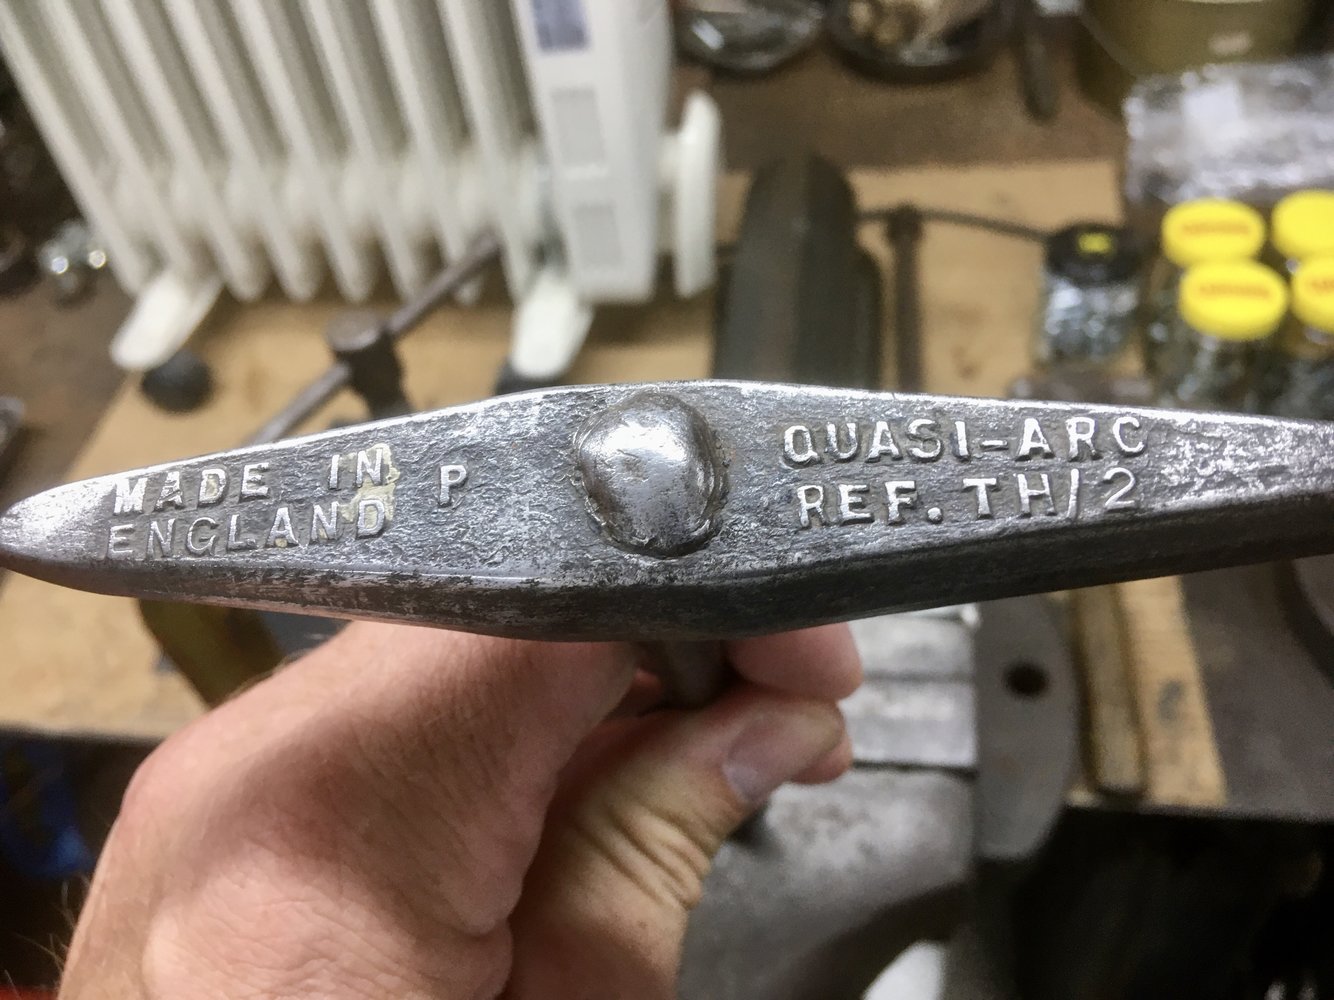 MADE IN
ENGLAND
P
QUASI-ARC
REF. TH/2